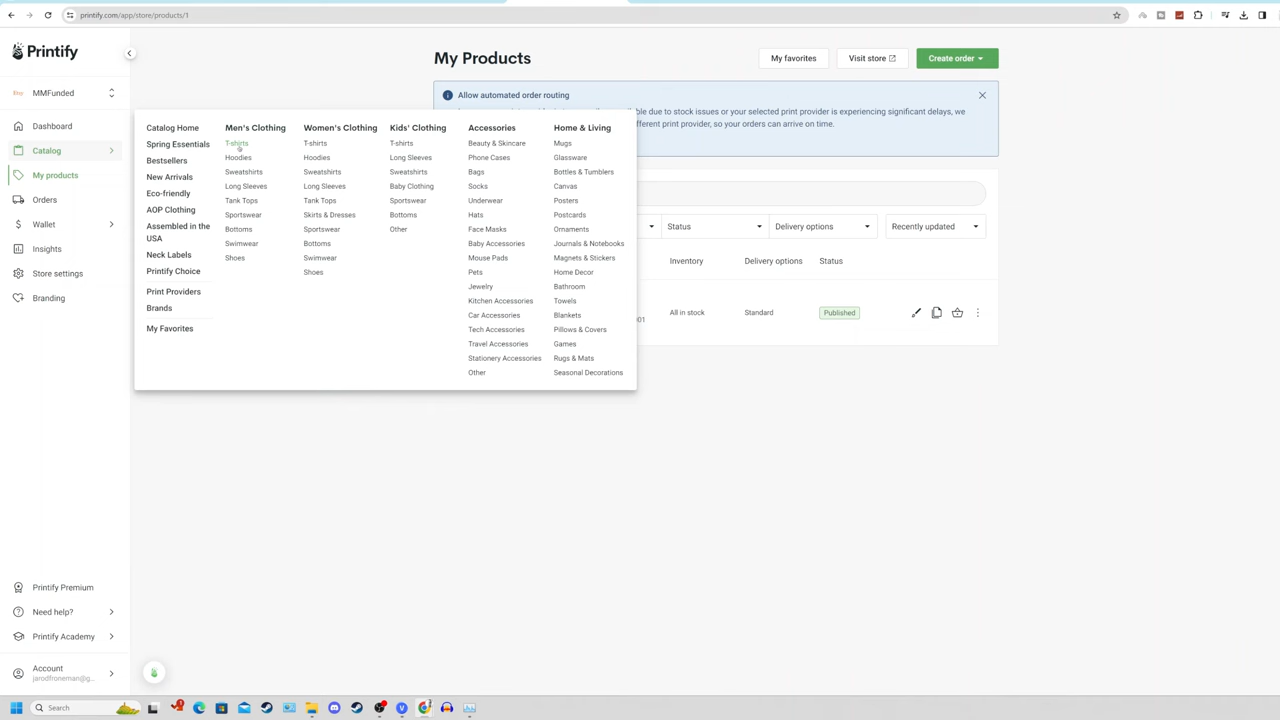 printify.com/app/store/products/1
Printify
My Products
My favorites
Visit store
Create order
Etsy
MMFunded
Allow automated order routing
able due to stock issues or your selected print provider is experiencing significant delays, we
ferent print provider, so your orders can arrive on time.
Dashboard
Catalog
My products
Orders
Wallet
Insights
Store settings
Branding
Catalog Home
Spring Essentials
Bestsellers
New Arrivals
Eco-friendly
AOP Clothing
Assembled in the
USA
Neck Labels
Printify Choice
Print Providers
Brands
My Favorites
Men's Clothing
T-shirts
Hoodies
Sweatshirts
Long Sleeves
Tank Tops
Sportswear
Bottoms
Swimwear
Shoes
Women's Clothing
T-shirts
Hoodies
Sweatshirts
Long Sleeves
Tank Tops
Skirts & Dresses
Sportswear
Bottoms
Swimwear
Shoes
Kids' Clothing
T-shirts
Long Sleeves
Sweatshirts
Baby Clothing
Sportswear
Bottoms
Other
Accessories
Beauty & Skincare
Phone Cases
Bags
Socks
Underwear
Hats
Face Masks
Baby Accessories
Mouse Pads
Pets
Jewelry
Kitchen Accessories
Car Accessories
Tech Accessories
Travel Accessories
Stationery Accessories
Other
Home & Living
Mugs
Glassware
Bottles & Tumblers
Canvas
Posters
Postcards
Ornaments
Journals & Notebooks
Magnets & Stickers
Home Decor
Bathroom
Towels
Blankets
Pillows & Covers
Games
Rugs & Mats
Seasonal Decorations
Status
Delivery options
Recently updated
Inventory
Delivery options
Status
001
All in stock
Standard
Published
Printify Premium
Need help?
Printify Academy
Account
jarodfroneman@g...
Search